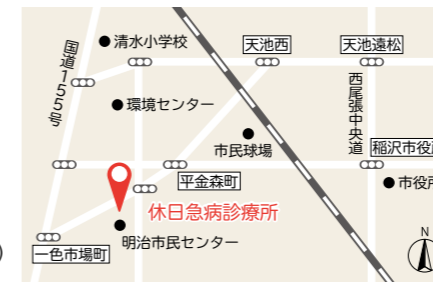 清水小学校
天池西
天池遠松
国道155号
環境センター
西尾張中央道
市民球場
稲沢市役所
平金森町
市役所
休日急病診療所
明治市民センター
一色市場町
N
)